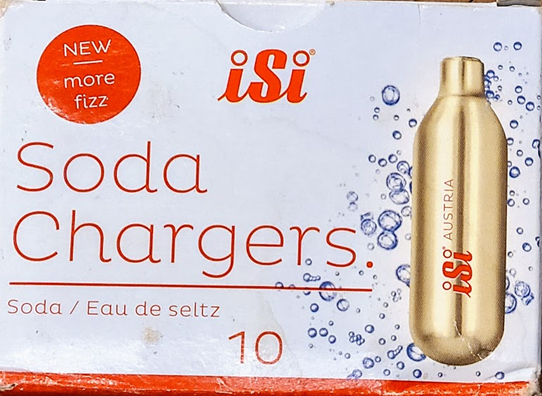 NEW
more
fizz
iSi®
Soda
Chargers.
Soda / Eau de seltz
10
iSi® AUSTRIA